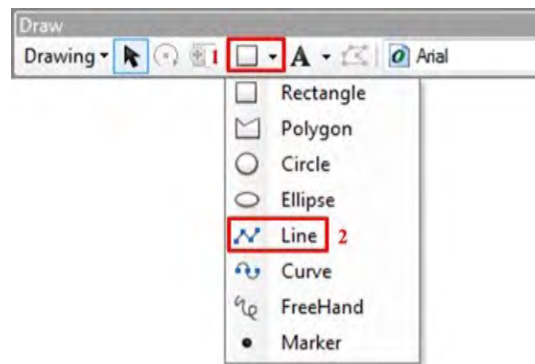 Draw
Drawing 1 A Arial
Rectangle
Polygon
Circle
Ellipse
Line 2
Curve
FreeHand
Marker